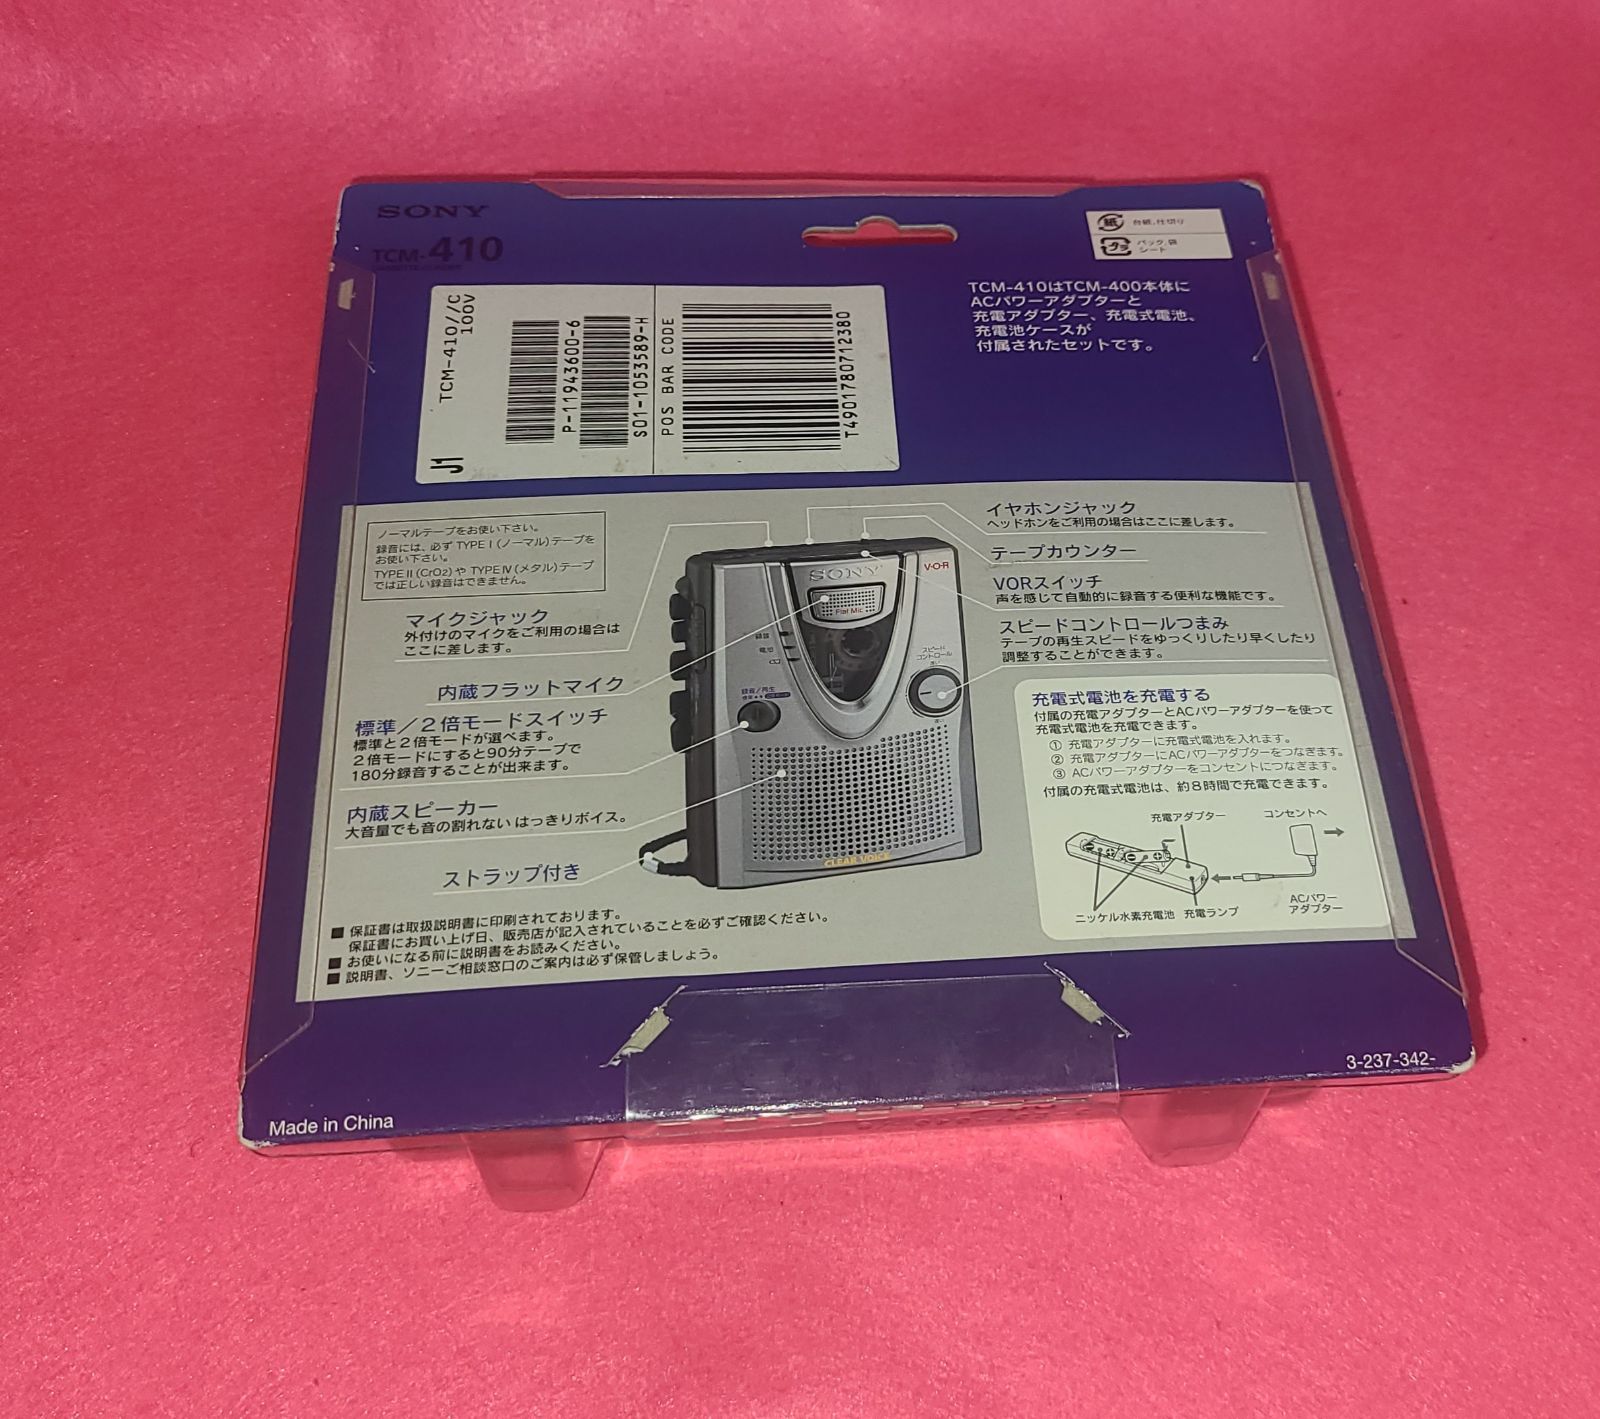 SONY
TCM-410
紙
台紙、仕切り
プラ
パック、袋
シート
TCM-410はTCM-400本体に
ACパワーアダプターと
充電アダプター、充電式電池、
充電池ケースが
付属されたセットです。
TCM-410//C
100V
J1
P-11943600-6
S01-1053589-H
POS BAR CODE
T4901780712380
ノーマルテープをお使い下さい。
録音には、必ず TYPE I (ノーマル)テープを
お使い下さい。
TYPE II (CrO2) や TYPE IV (メタル)テープ
では正しい録音はできません。
マイクジャック
外付けのマイクをご利用の場合は
ここに差します。
内蔵フラットマイク
標準／2倍モードスイッチ
標準と2倍モードが選べます。
2倍モードにすると90分テープで
180分録音することが出来ます。
内蔵スピーカー
大音量でも音の割れない はっきりボイス。
ストラップ付き
SONY
V・O・R
Flat Mic
録音
電池
録音／再生
スピード
コントロール
CLEAR VOICE
イヤホンジャック
ヘッドホンをご利用の場合はここに差します。
テープカウンター
VORスイッチ
声を感じて自動的に録音する便利な機能です。
スピードコントロールつまみ
テープの再生スピードをゆっくりしたり早くしたり
調整することができます。
充電式電池を充電する
付属の充電アダプターとACパワーアダプターを使って
充電式電池を充電できます。
① 充電アダプターに充電式電池を入れます。
② 充電アダプターにACパワーアダプターをつなぎます。
③ ACパワーアダプターをコンセントにつなぎます。
付属の充電式電池は、約8時間で充電できます。
充電アダプター
コンセントへ
ニッケル水素充電池
充電ランプ
ACパワー
アダプター
■ 保証書は取扱説明書に印刷されております。
保証書にお買い上げ日、販売店が記入されていることを必ずご確認ください。
■ お使いになる前に説明書をお読みください。
■ 説明書、ソニーご相談窓口のご案内は必ず保管しましょう。
3-237-342-
Made in China